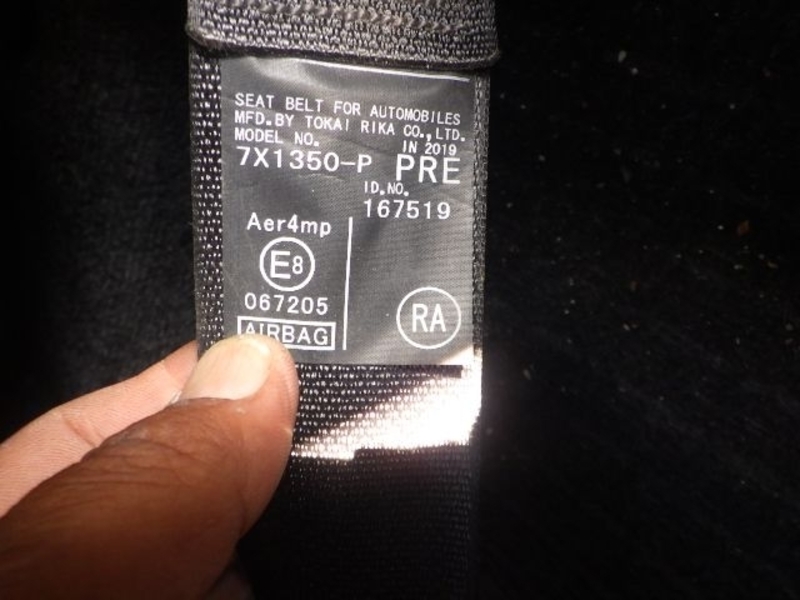 SEAT BELT FOR AUTOMOBILES
MFD.BY TOKAI RIKA CO.,LTD.
MODEL NO. IN 2019
7X1350-P PRE
ID.NO.
167519
Aer4mp
E8
067205
AIRBAG
RA